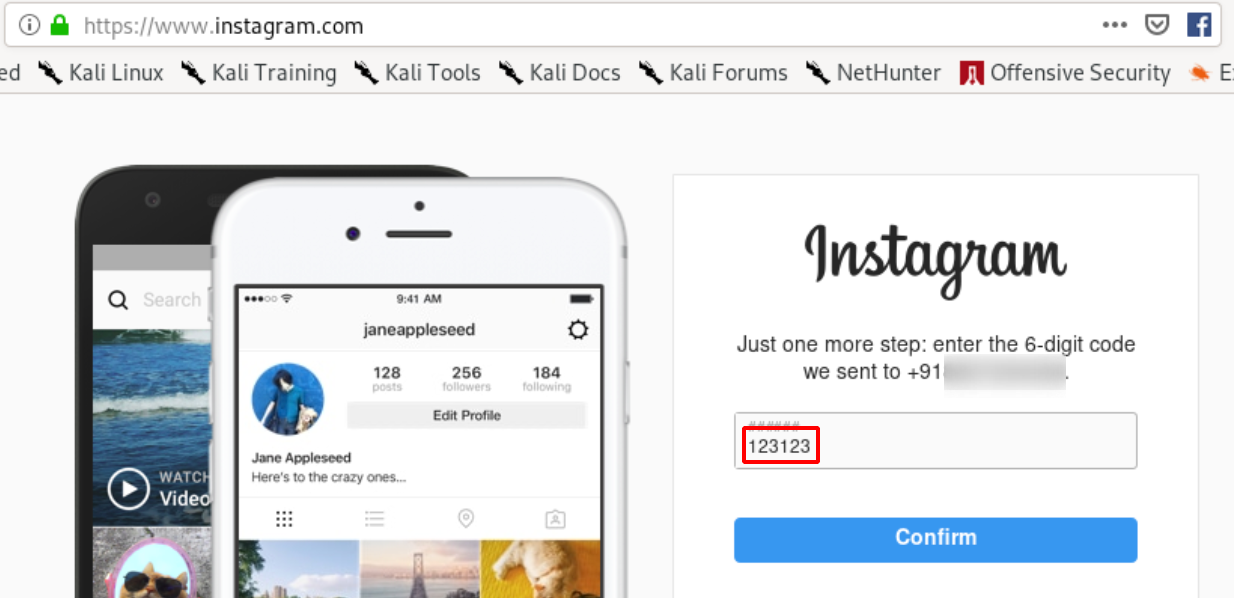 https://www.instagram.com
ed Kali Linux Kali Training Kali Tools Kali Docs Kali Forums NetHunter Offensive Security
Instagram
Just one more step: enter the 6-digit code
we sent to +91
######
123123
Confirm
Search
WATCH
Video
9:41 AM
janeappleseed
128 256 184
posts followers following
Edit Profile
Jane Appleseed
Here's to the crazy ones...